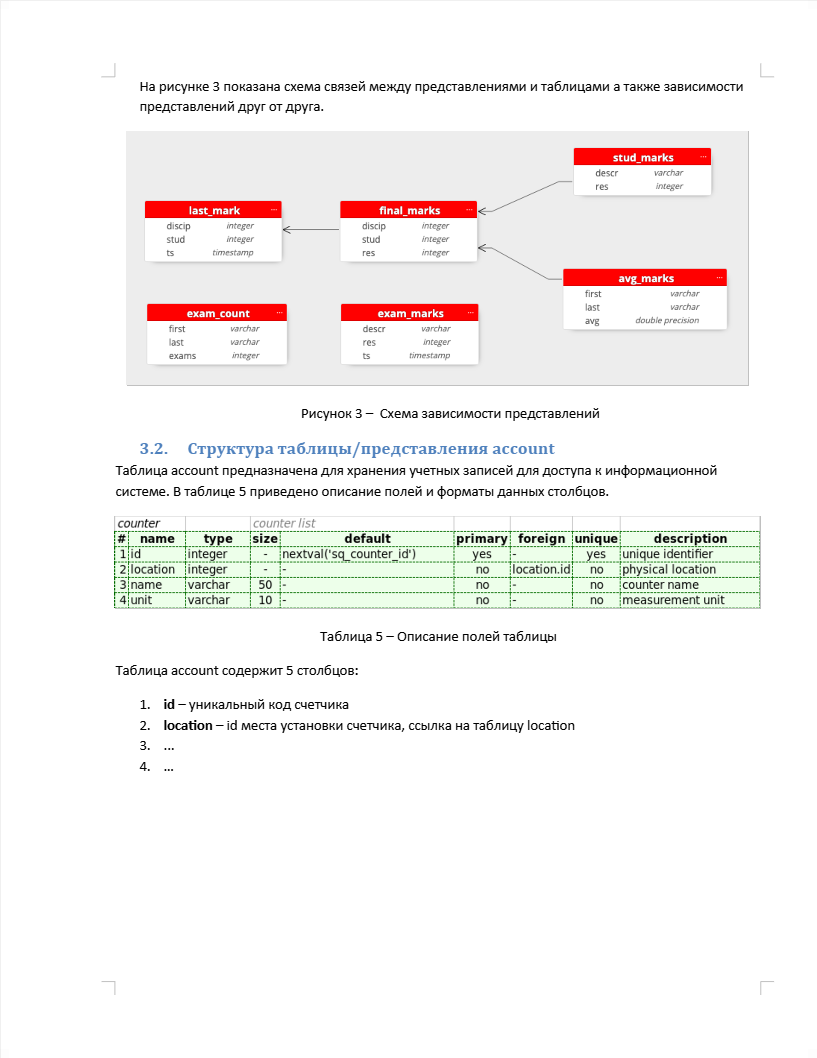 На рисунке 3 показана схема связей между представлениями и таблицами а также зависимости
представлений друг от друга.
stud_marks ...
descr varchar
res integer
last_mark ...
discip integer
stud integer
ts timestamp
final_marks ...
discip integer
stud integer
res integer
avg_marks ...
first varchar
last varchar
avg double precision
exam_count ...
first varchar
last varchar
exams integer
exam_marks ...
descr varchar
res integer
ts timestamp
Рисунок 3 – Схема зависимости представлений
3.2. Структура таблицы/представления account
Таблица account предназначена для хранения учетных записей для доступа к информационной
системе. В таблице 5 приведено описание полей и форматы данных столбцов.
counter counter list
# name type size default primary foreign unique description
1 id integer - nextval('sq_counter_id') yes - yes unique identifier
2 location integer - - no location.id no physical location
3 name varchar 50 - no - no counter name
4 unit varchar 10 - no - no measurement unit
Таблица 5 – Описание полей таблицы
Таблица account содержит 5 столбцов:
1. id – уникальный код счетчика
2. location – id места установки счетчика, ссылка на таблицу location
3. ...
4. ...